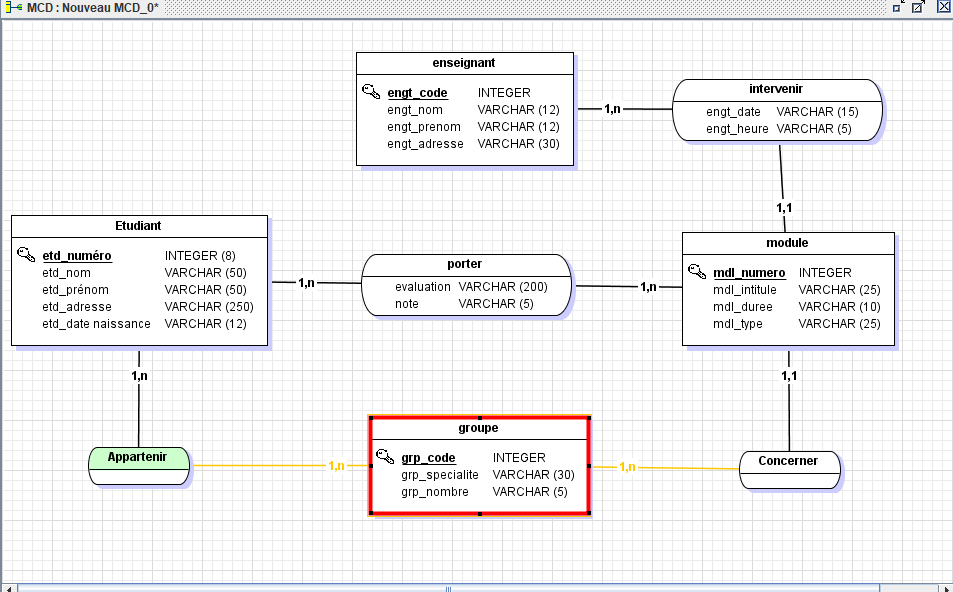 MCD : Nouveau MCD_0*
enseignant
engt_code INTEGER
engt_nom VARCHAR (12)
engt_prenom VARCHAR (12)
engt_adresse VARCHAR (30)
1,n
intervenir
engt_date VARCHAR (15)
engt_heure VARCHAR (5)
1,1
Etudiant
etd_numéro INTEGER (8)
etd_nom VARCHAR (50)
etd_prénom VARCHAR (50)
etd_adresse VARCHAR (250)
etd_date naissance VARCHAR (12)
1,n
porter
evaluation VARCHAR (200)
note VARCHAR (5)
1,n
module
mdl_numero INTEGER
mdl_intitule VARCHAR (25)
mdl_duree VARCHAR (10)
mdl_type VARCHAR (25)
1,n
1,1
Appartenir
1,n
groupe
grp_code INTEGER
grp_specialite VARCHAR (30)
grp_nombre VARCHAR (5)
1,n
Concerner